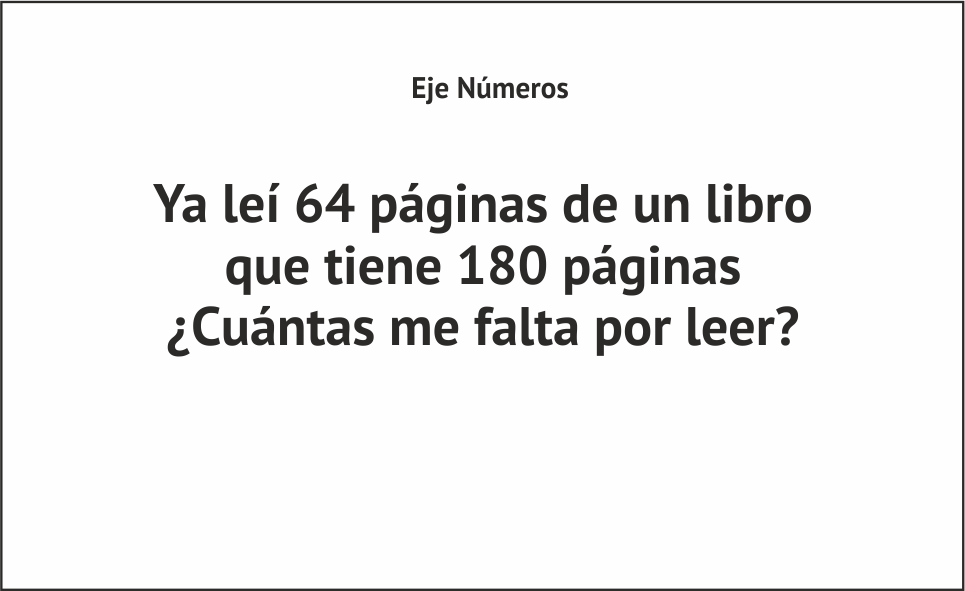 Eje Números
Ya leí 64 páginas de un libro
que tiene 180 páginas
¿Cuántas me falta por leer?